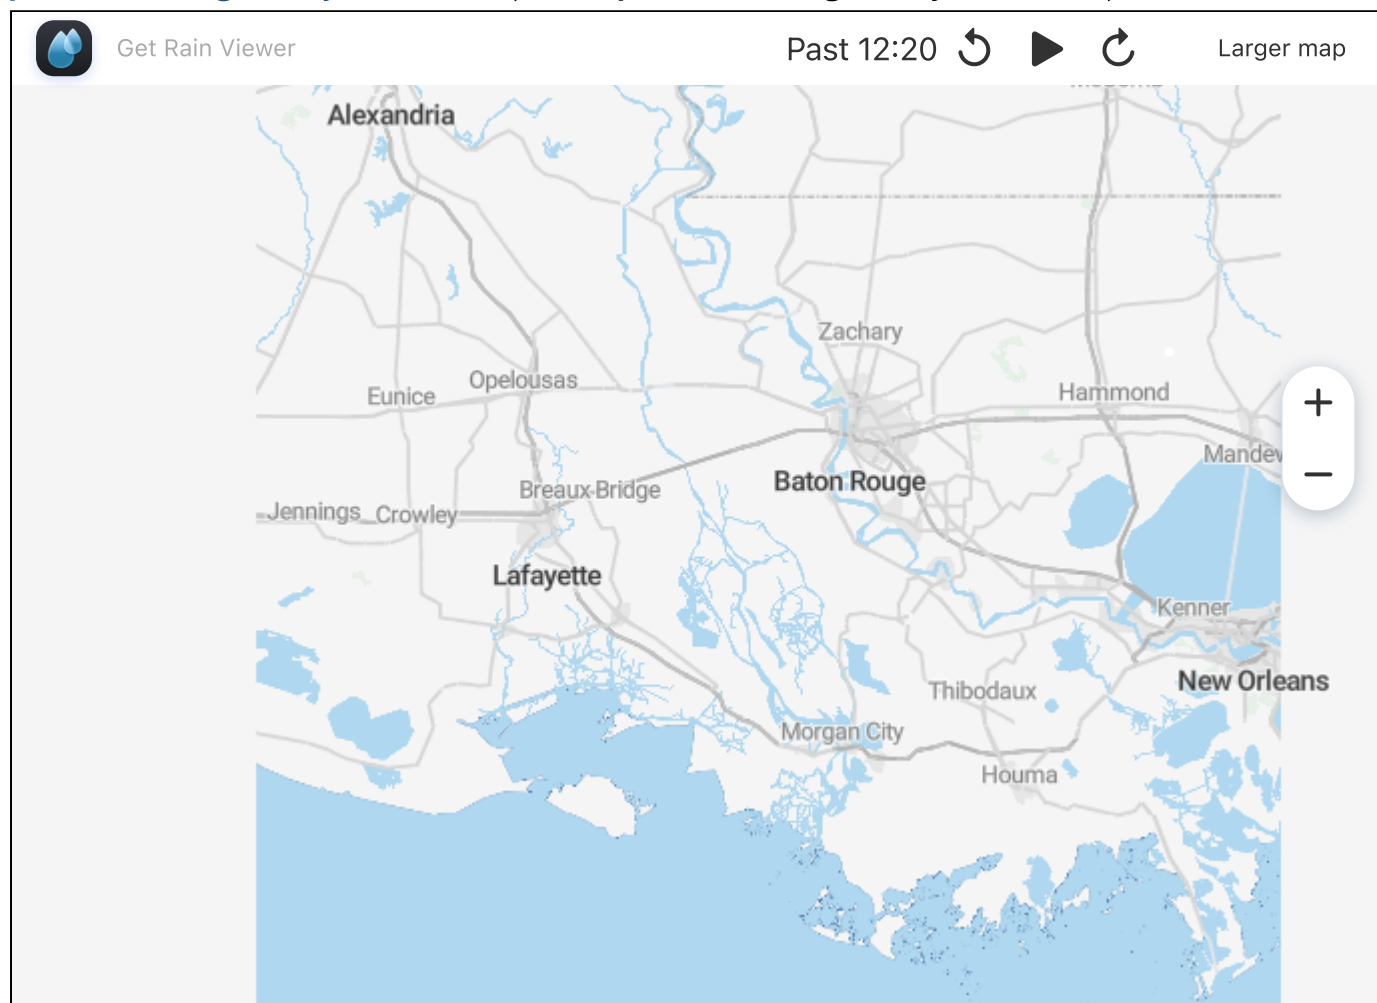 Get Rain Viewer
Past 12:20
Larger map
Alexandria
Zachary
Opelousas
Eunice
Hammond
Breaux Bridge
Baton Rouge
Jennings
Crowley
Lafayette
Kenner
New Orleans
Thibodaux
Morgan City
Houma
+
−